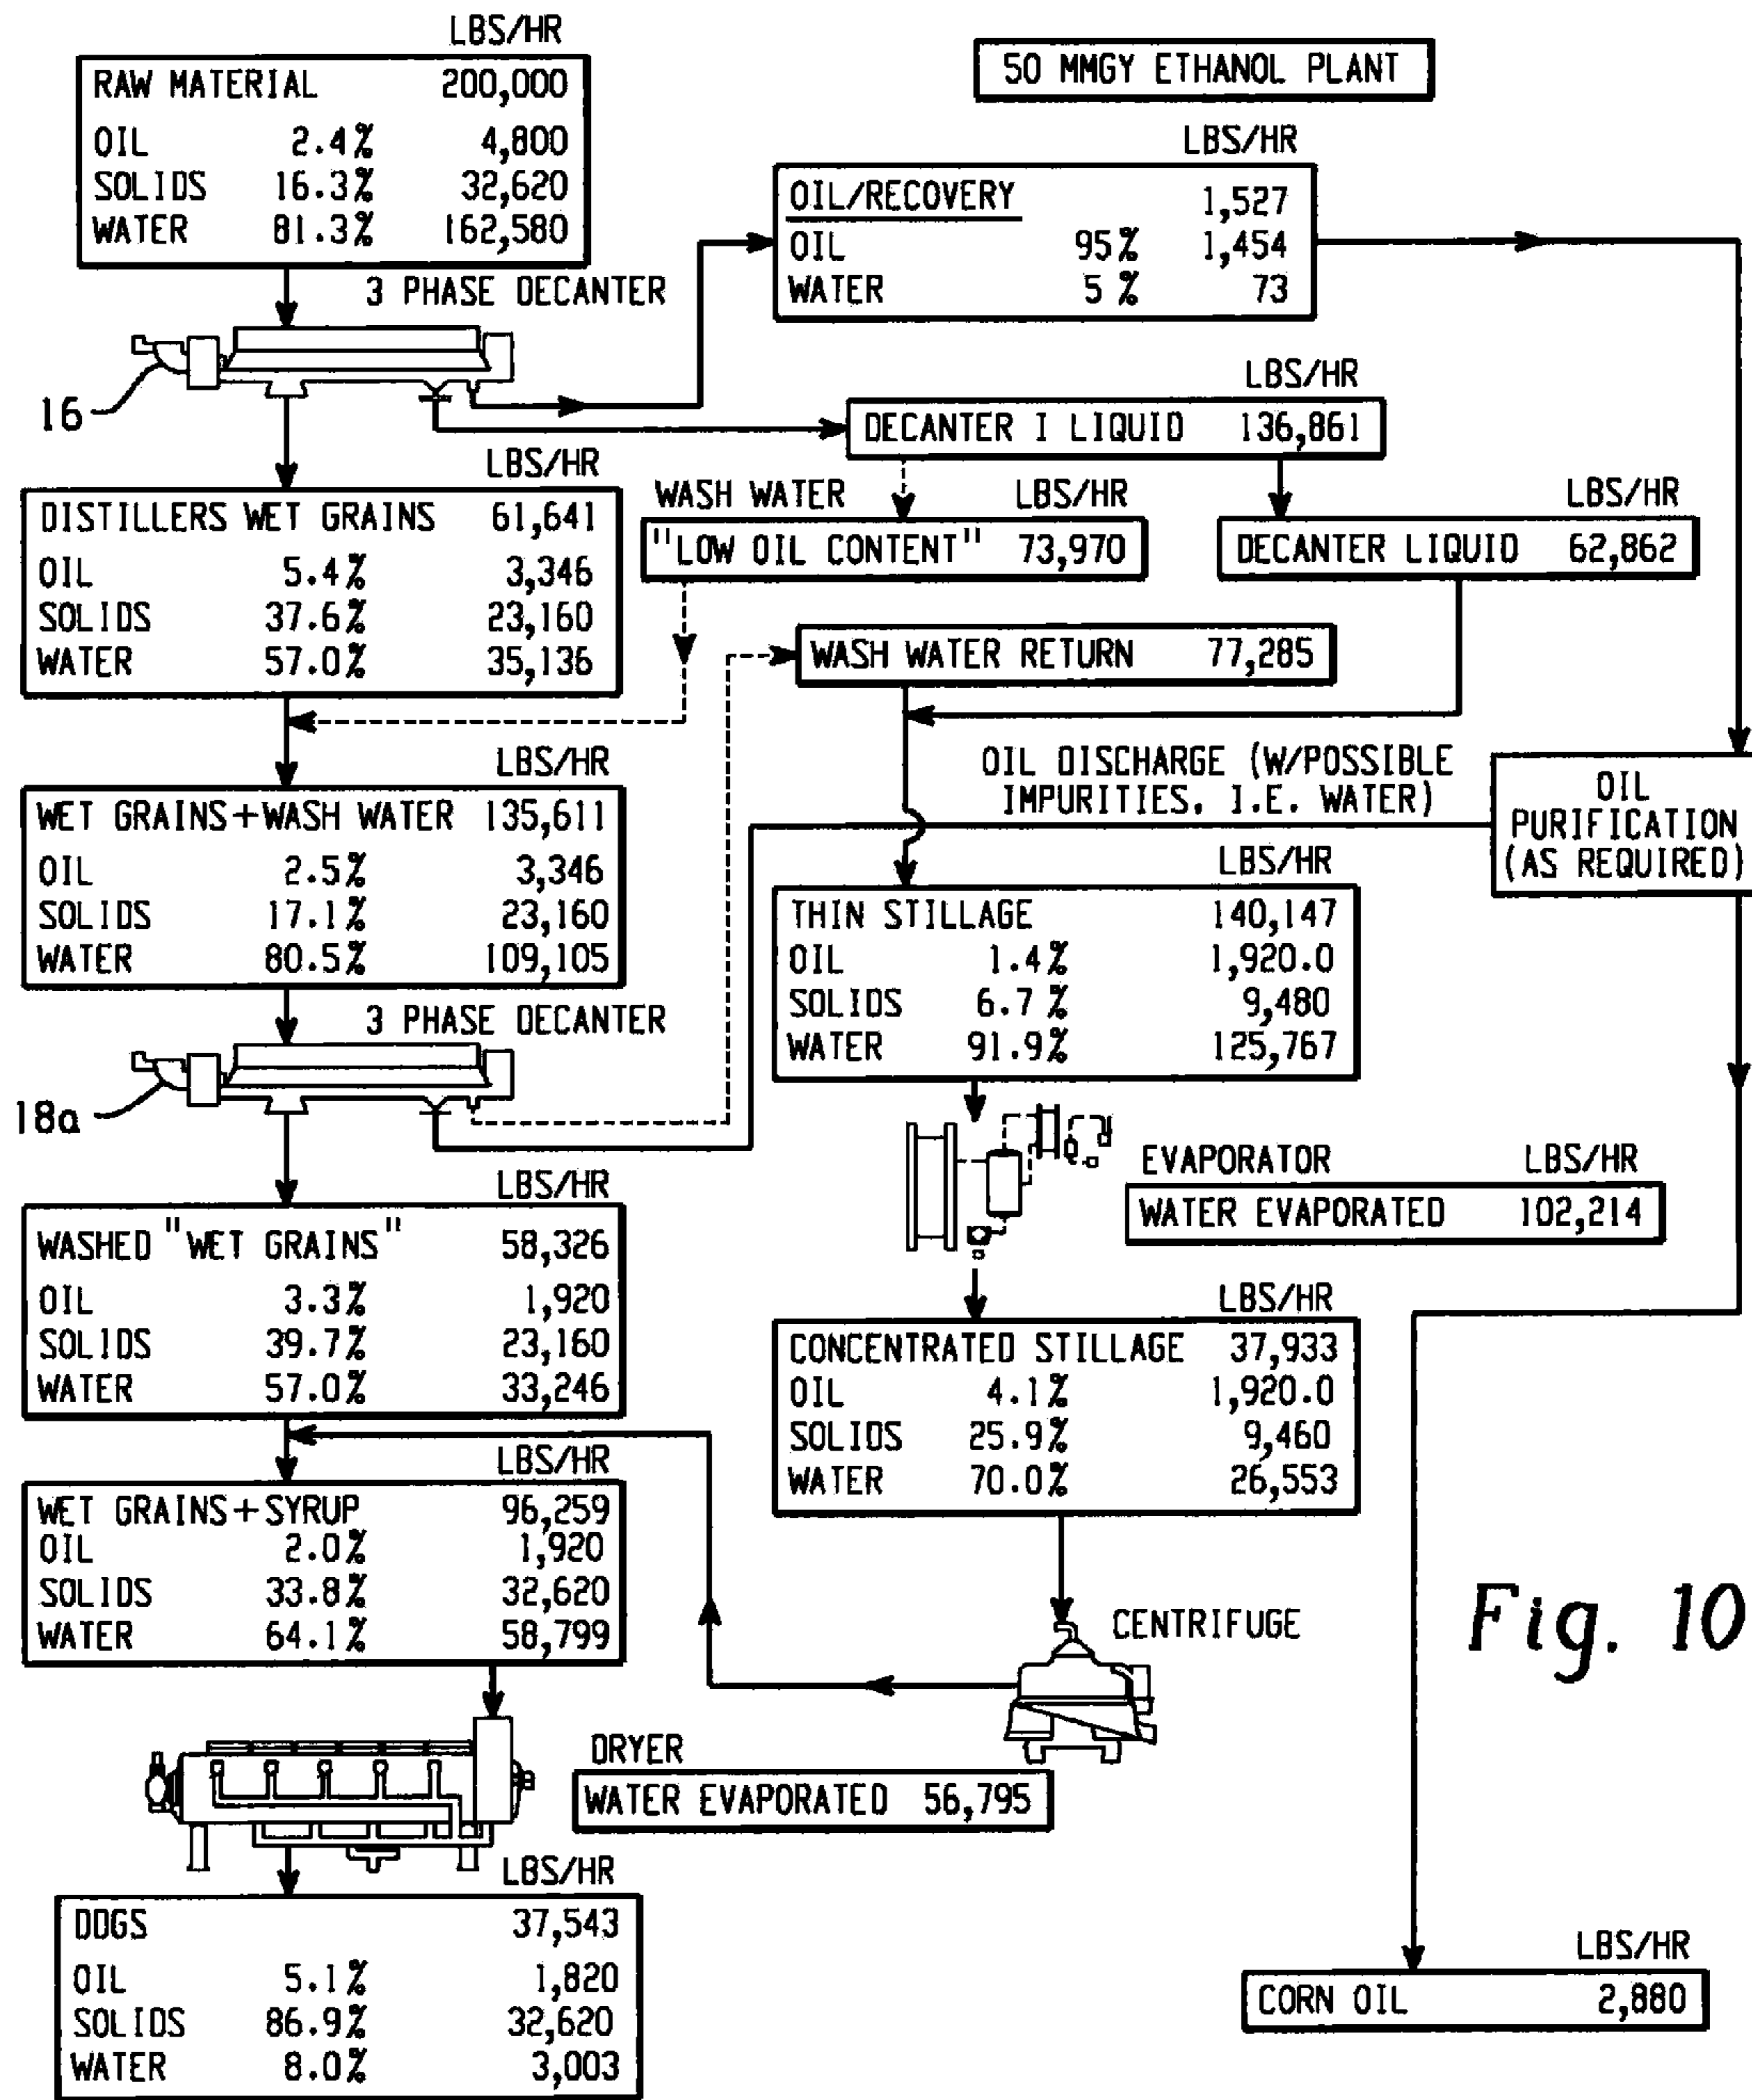 LBS/HR
RAW MATERIAL 200,000
OIL 2.4% 4,800
SOLIDS 16.3% 32,620
WATER 81.3% 162,580
50 MMGY ETHANOL PLANT
LBS/HR
OIL/RECOVERY 1,527
OIL 95% 1,454
WATER 5% 73
3 PHASE DECANTER
16
LBS/HR
DECANTER I LIQUID 136,861
LBS/HR
DISTILLERS WET GRAINS 61,641
OIL 5.4% 3,346
SOLIDS 37.6% 23,160
WATER 57.0% 35,136
WASH WATER LBS/HR
"LOW OIL CONTENT" 73,970
LBS/HR
DECANTER LIQUID 62,862
WASH WATER RETURN 77,285
LBS/HR
WET GRAINS+WASH WATER 135,611
OIL 2.5% 3,346
SOLIDS 17.1% 23,160
WATER 80.5% 109,105
OIL DISCHARGE (W/POSSIBLE
IMPURITIES, I.E. WATER)
OIL
PURIFICATION
(AS REQUIRED)
LBS/HR
THIN STILLAGE 140,147
OIL 1.4% 1,920.0
SOLIDS 6.7% 9,480
WATER 91.9% 125,767
3 PHASE DECANTER
18a
EVAPORATOR LBS/HR
WATER EVAPORATED 102,214
LBS/HR
WASHED "WET GRAINS" 58,326
OIL 3.3% 1,920
SOLIDS 39.7% 23,160
WATER 57.0% 33,246
LBS/HR
CONCENTRATED STILLAGE 37,933
OIL 4.1% 1,920.0
SOLIDS 25.9% 9,460
WATER 70.0% 26,553
LBS/HR
WET GRAINS+SYRUP 96,259
OIL 2.0% 1,920
SOLIDS 33.8% 32,620
WATER 64.1% 58,799
CENTRIFUGE
Fig. 10
DRYER
WATER EVAPORATED 56,795
LBS/HR
DDGS 37,543
OIL 5.1% 1,820
SOLIDS 86.9% 32,620
WATER 8.0% 3,003
LBS/HR
CORN OIL 2,880